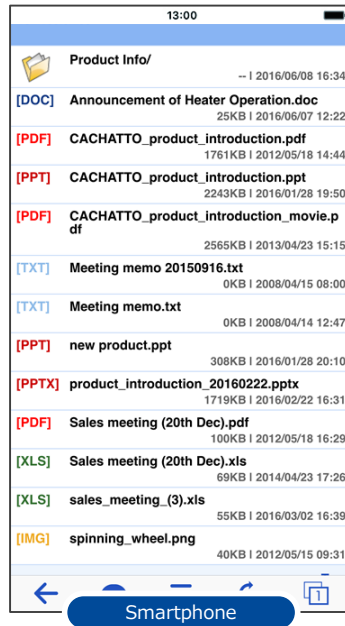 13:00
Product Info/
-- | 2016/06/08 16:34
[DOC] Announcement of Heater Operation.doc
25KB | 2016/06/07 12:22
[PDF] CACHATTO_product_introduction.pdf
1761KB | 2012/05/18 14:44
[PPT] CACHATTO_product_introduction.ppt
2243KB | 2016/01/28 19:50
[PDF] CACHATTO_product_introduction_movie.p
df
2565KB | 2013/04/23 15:15
[TXT] Meeting memo 20150916.txt
0KB | 2008/04/15 08:00
[TXT] Meeting memo.txt
0KB | 2008/04/14 12:47
[PPT] new product.ppt
308KB | 2016/01/28 20:10
[PPTX] product_introduction_20160222.pptx
1719KB | 2016/02/22 16:31
[PDF] Sales meeting (20th Dec).pdf
100KB | 2012/05/18 16:29
[XLS] Sales meeting (20th Dec).xls
69KB | 2014/04/23 17:26
[XLS] sales_meeting_(3).xls
55KB | 2016/03/02 16:39
[IMG] spinning_wheel.png
40KB | 2012/05/15 09:31
1
Smartphone